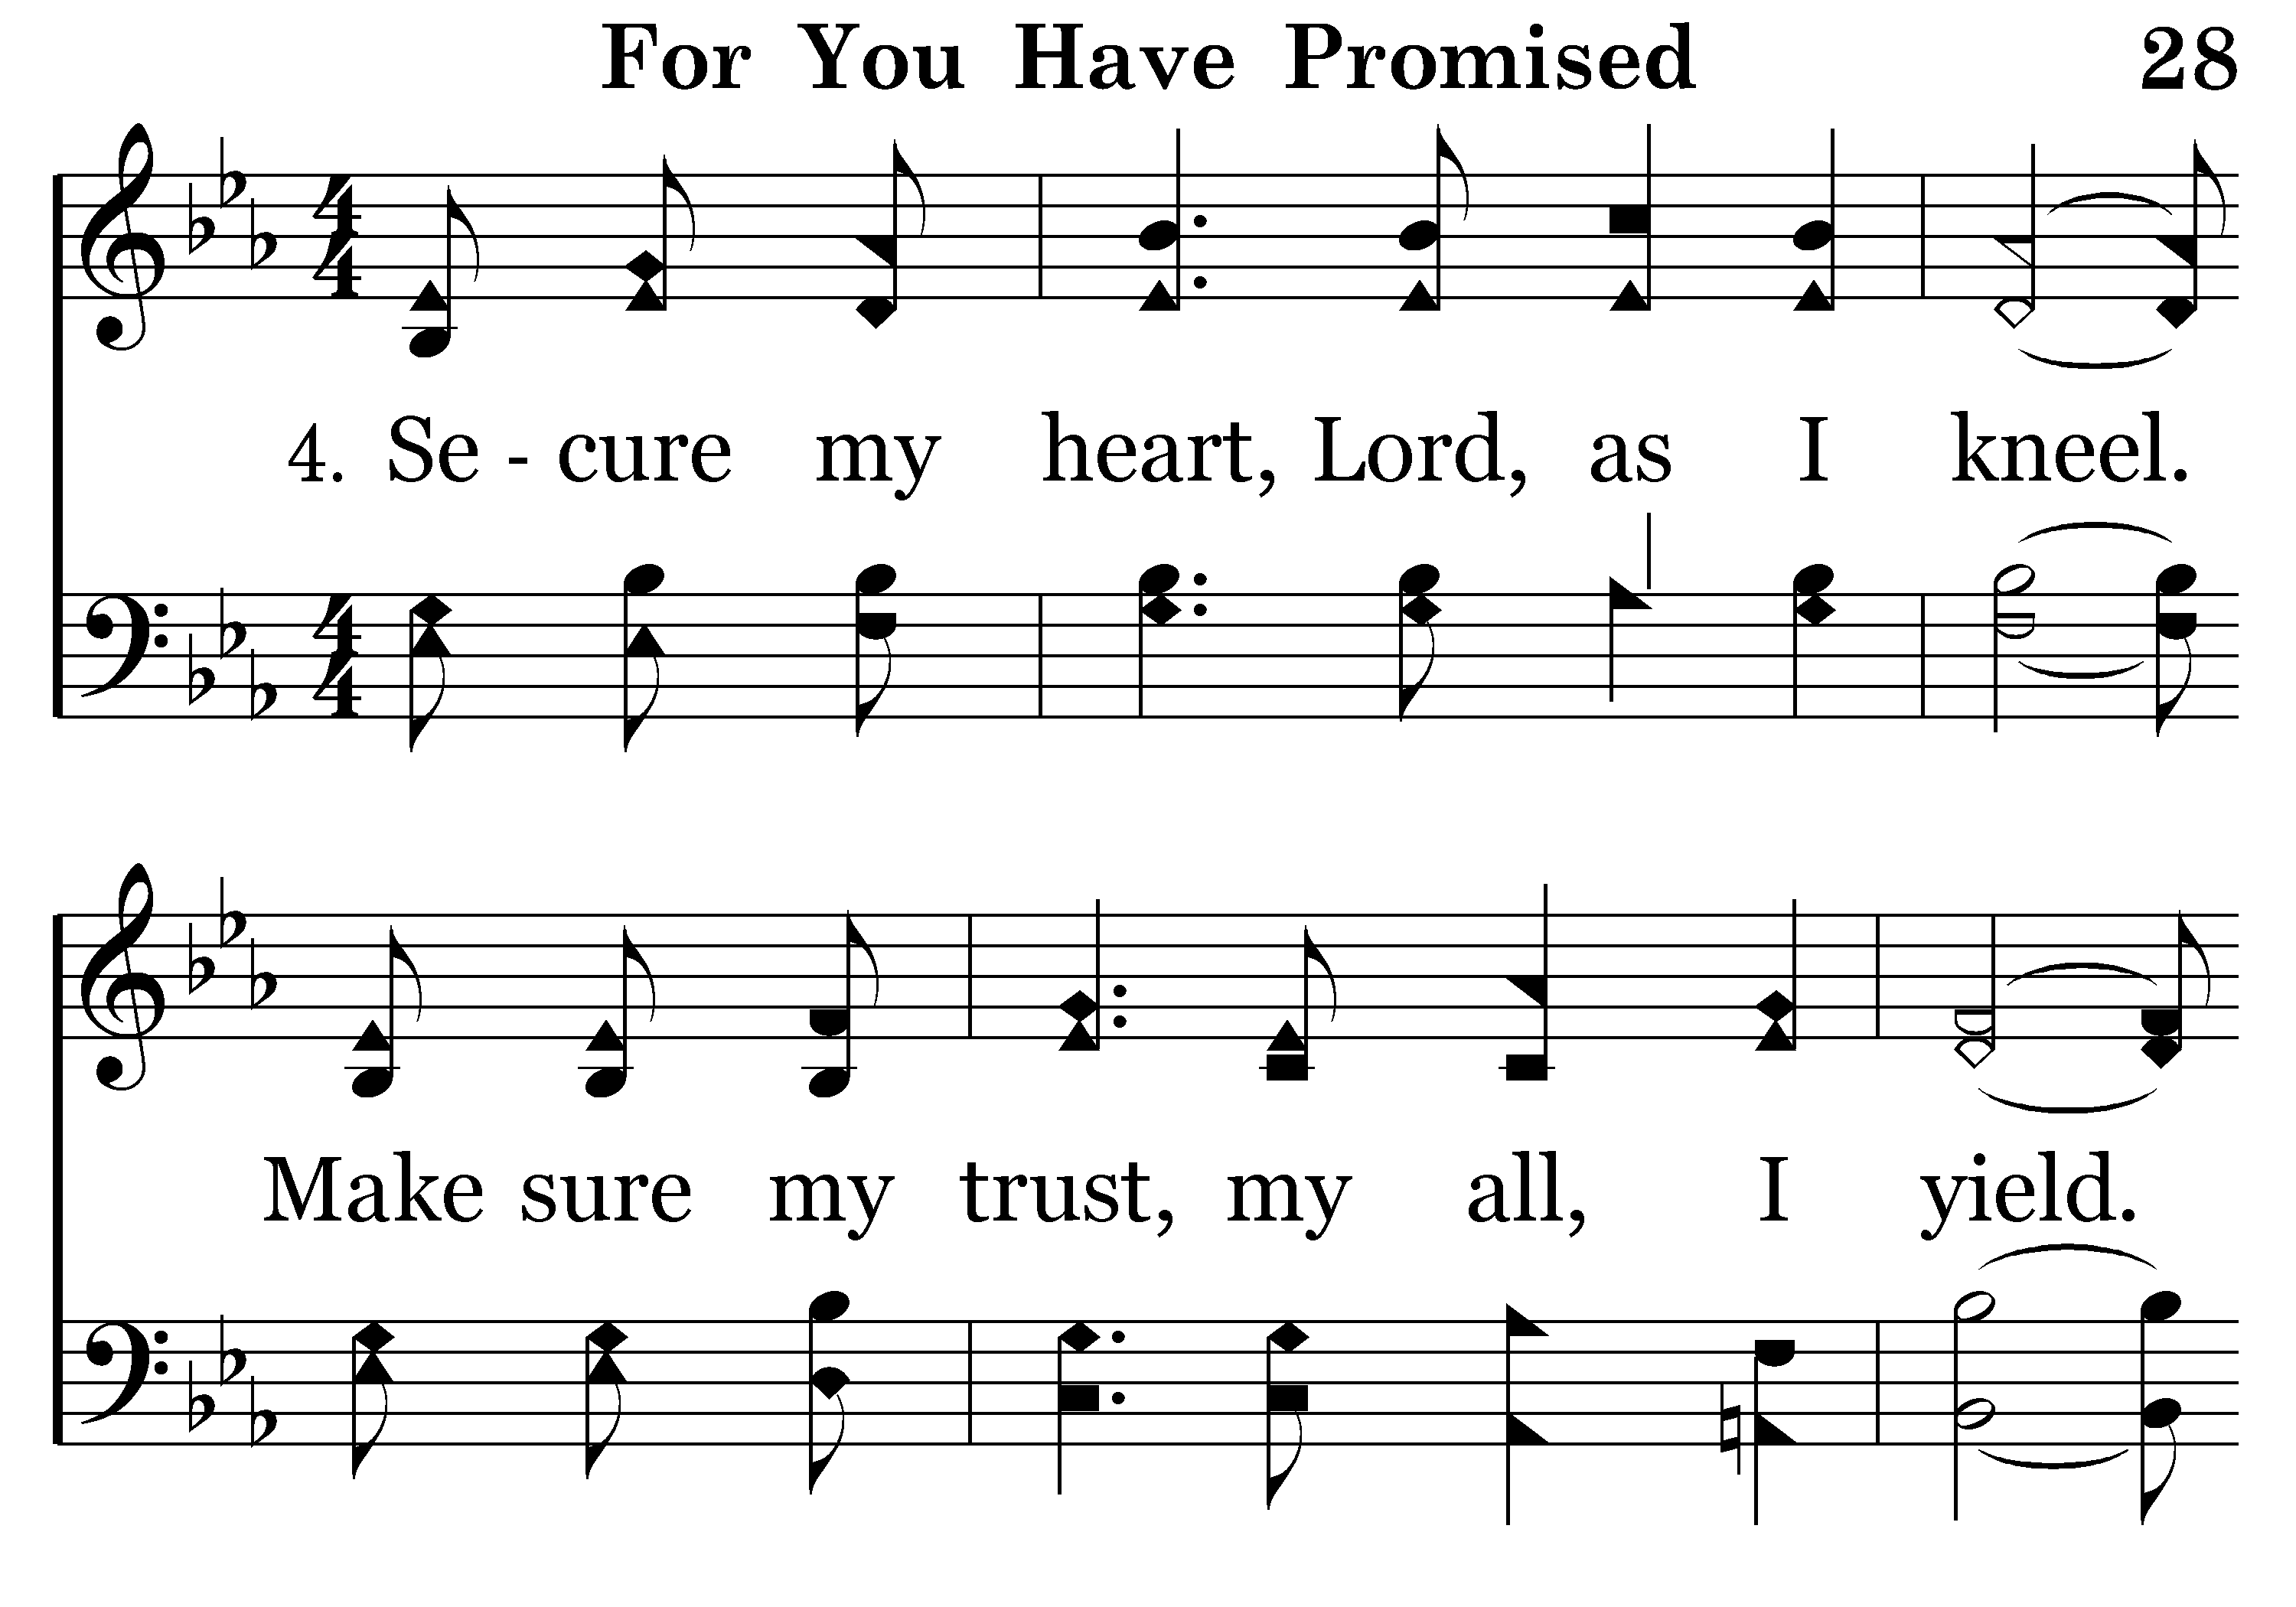 For You Have Promised 28
4. Se - cure my heart, Lord, as I kneel.
Make sure my trust, my all, I yield.